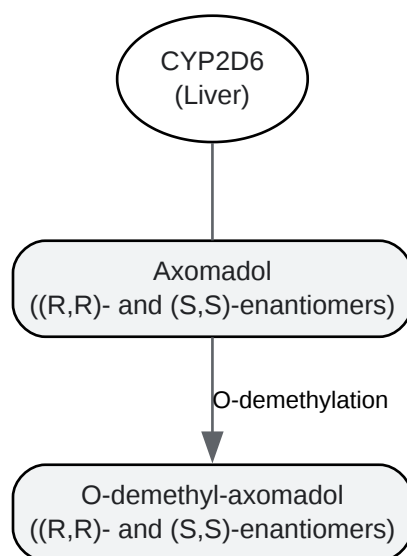 CYP2D6
(Liver)
Axomadol
((R,R)- and (S,S)-enantiomers)
O-demethylation
O-demethyl-axomadol
((R,R)- and (S,S)-enantiomers)